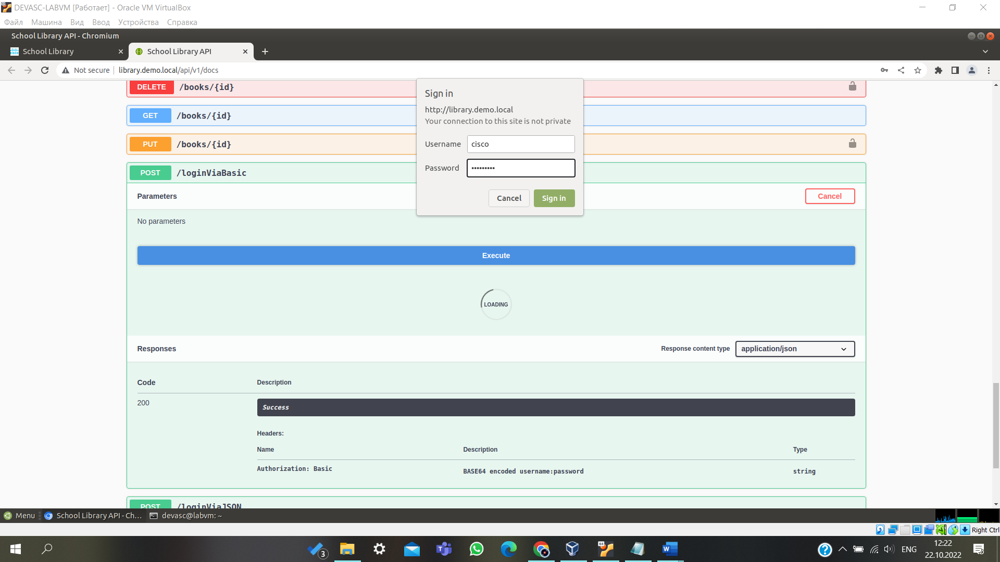 DEVASC-LABVM [Работает] - Oracle VM VirtualBox
Файл Машина Вид Ввод Устройства Справка
School Library API - Chromium
School Library
School Library API
Not secure library.demo.local/api/v1/docs
DELETE /books/{id}
GET /books/{id}
PUT /books/{id}
POST /loginViaBasic
Sign in
http://library.demo.local
Your connection to this site is not private
Username cisco
Password •••••••••
Cancel Sign in
Parameters Cancel
No parameters
Execute
LOADING
Responses Response content type application/json
Code Description
200 Success
Headers:
Name Description Type
Authorization: Basic BASE64 encoded username:password string
POST /loginViaJSON
Menu School Library API - Ch... devasc@labvm: ~
Right Ctrl
3
64
ENG
12:22
22.10.2022